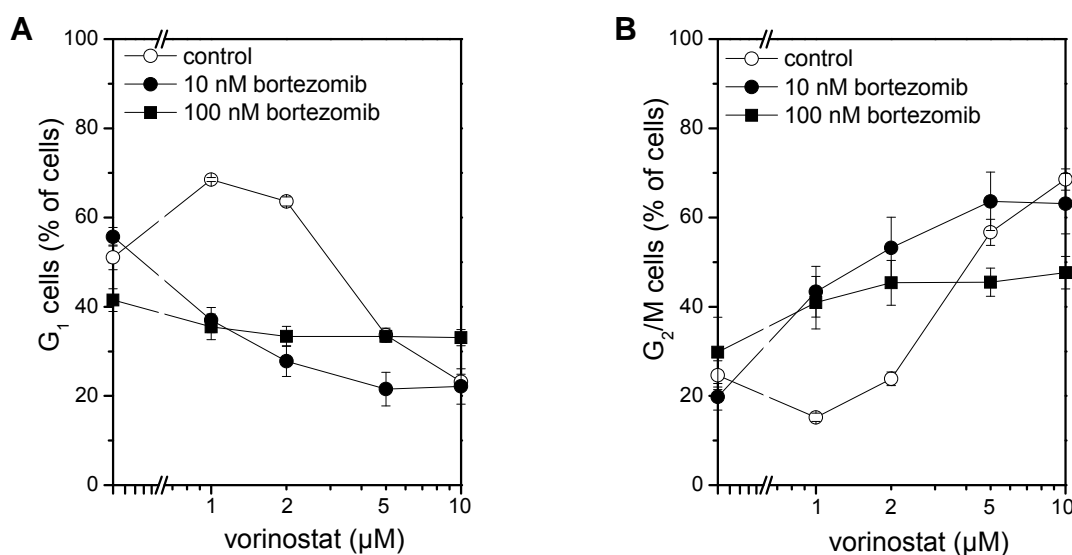 A
G₁ cells (% of cells)
100
80
60
40
20
0
control
10 nM bortezomib
100 nM bortezomib
1
2
5
10
vorinostat (µM)
B
G₂/M cells (% of cells)
100
80
60
40
20
0
control
10 nM bortezomib
100 nM bortezomib
1
2
5
10
vorinostat (µM)